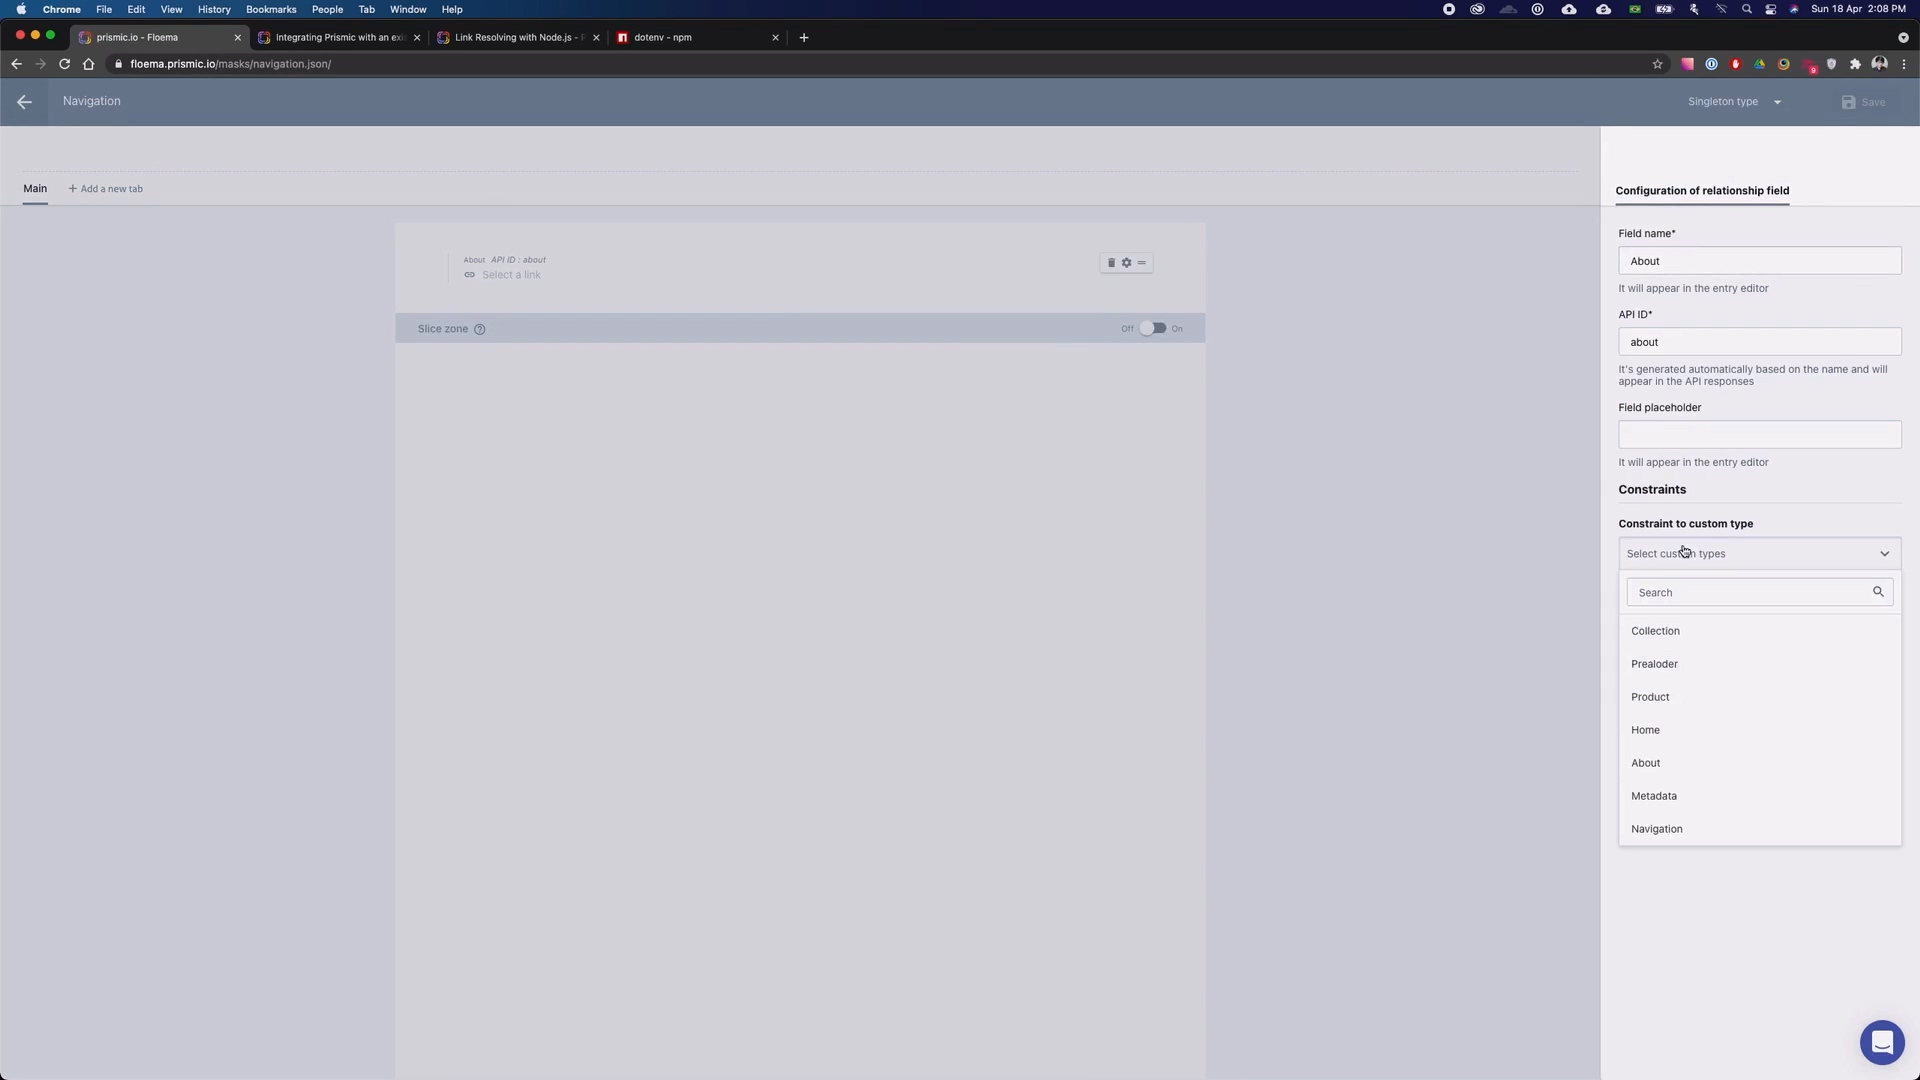 Chrome File Edit View History Bookmarks People Tab Window Help
Sun 18 Apr 2:08 PM
prismic.io - Floema
Integrating Prismic with an exi
Link Resolving with Node.js - P
dotenv - npm
floema.prismic.io/masks/navigation.json/
9
Navigation
Singleton type
Save
Main
+ Add a new tab
Configuration of relationship field
Field name*
About
It will appear in the entry editor
API ID*
about
It's generated automatically based on the name and will
appear in the API responses
Field placeholder
It will appear in the entry editor
Constraints
Constraint to custom type
Select custom types
Search
Collection
Prealoder
Product
Home
About
Metadata
Navigation
About API ID : about
Select a link
Slice zone
Off On